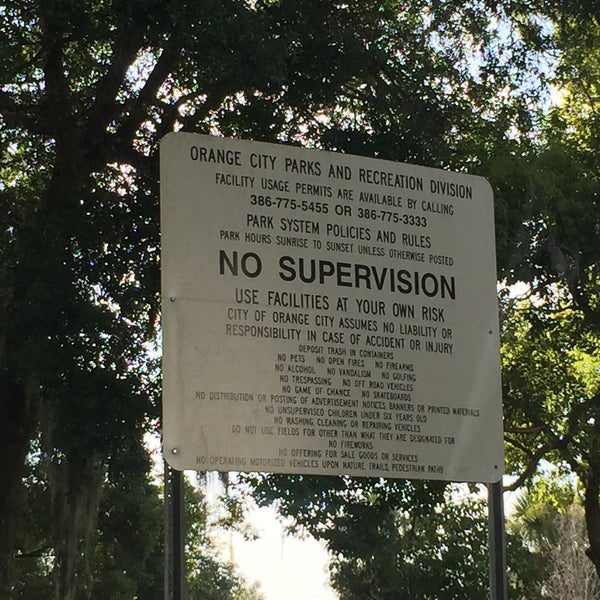 ORANGE CITY PARKS AND RECREATION DIVISION
FACILITY USAGE PERMITS ARE AVAILABLE BY CALLING
386-775-5455 OR 386-775-3333
PARK SYSTEM POLICIES AND RULES
PARK HOURS SUNRISE TO SUNSET UNLESS OTHERWISE POSTED
NO SUPERVISION
USE FACILITIES AT YOUR OWN RISK
CITY OF ORANGE CITY ASSUMES NO LIABILITY OR
RESPONSIBILITY IN CASE OF ACCIDENT OR INJURY
DEPOSIT TRASH IN CONTAINERS
NO PETS NO OPEN FIRES NO FIREARMS
NO ALCOHOL NO VANDALISM NO GOLFING
NO TRESPASSING NO OFF ROAD VEHICLES
NO GAME OF CHANCE NO SKATEBOARDS
NO DISTRIBUTION OR POSTING OF ADVERTISEMENT NOTICES, BANNERS OR PRINTED MATERIALS
NO UNSUPERVISED CHILDREN UNDER SIX YEARS OLD
NO WASHING, CLEANING OR REPAIRING VEHICLES
DO NOT USE FIELDS FOR OTHER THAN WHAT THEY ARE DESIGNATED FOR
NO FIREWORKS
NO OFFERING FOR SALE GOODS OR SERVICES
NO OPERATING MOTORIZED VEHICLES UPON NATURE TRAILS, PEDESTRIAN PATHS